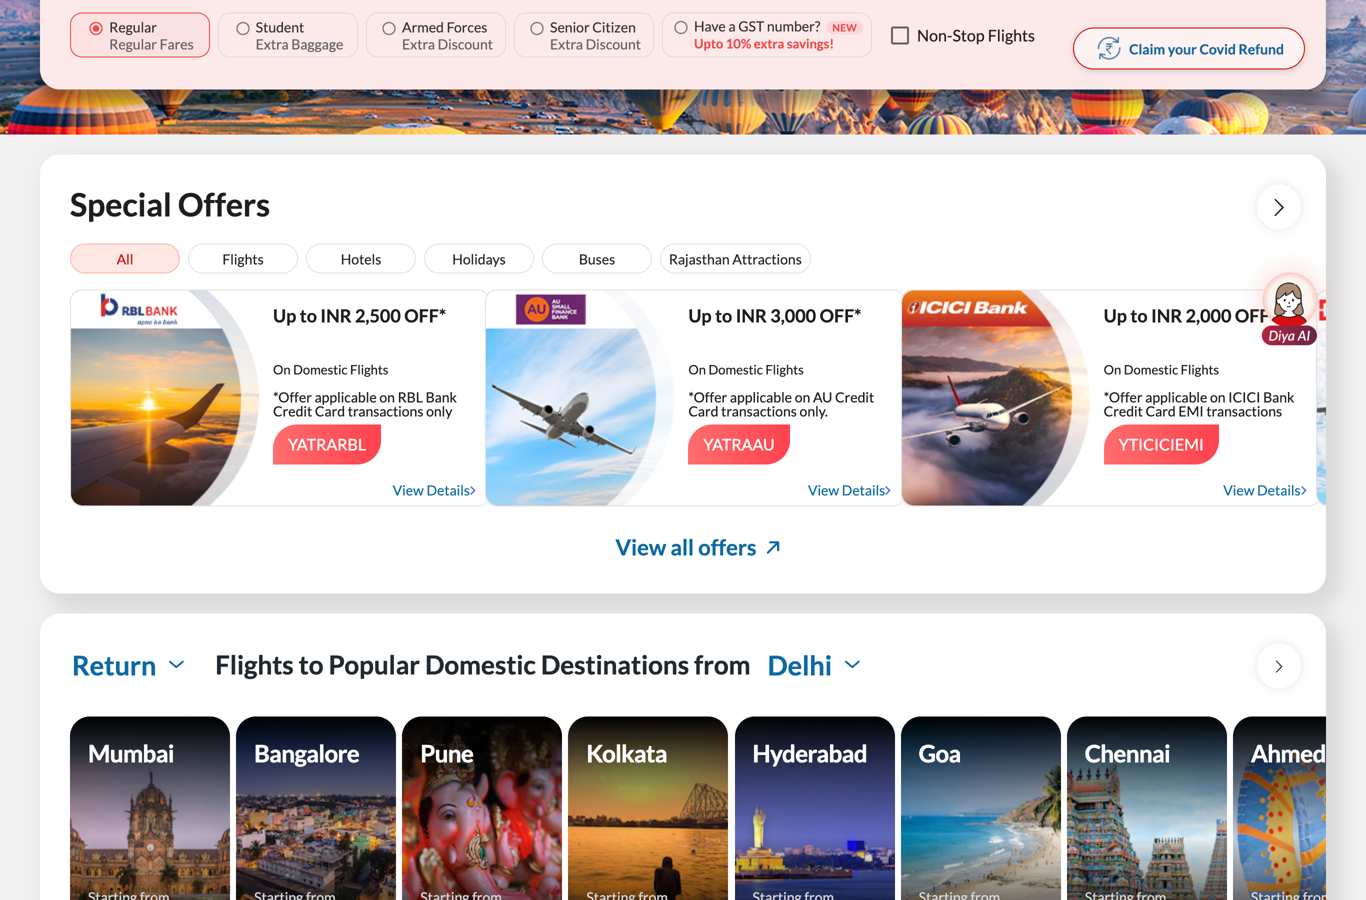 Regular
Regular Fares
Student
Extra Baggage
Armed Forces
Extra Discount
Senior Citizen
Extra Discount
Have a GST number? NEW
Upto 10% extra savings!
Non-Stop Flights
Claim your Covid Refund
Special Offers
All
Flights
Hotels
Holidays
Buses
Rajasthan Attractions
RBLBANK
apno ka bank
Up to INR 2,500 OFF*
On Domestic Flights
*Offer applicable on RBL Bank
Credit Card transactions only
YATRARBL
View Details
AU
AU
SMALL
FINANCE
BANK
Up to INR 3,000 OFF*
On Domestic Flights
*Offer applicable on AU Credit
Card transactions only.
YATRAAU
View Details
ICICI Bank
Up to INR 2,000 OFF
On Domestic Flights
*Offer applicable on ICICI Bank
Credit Card EMI transactions
YTICICIEMI
View Details
Diya AI
View all offers
Return
Flights to Popular Domestic Destinations from
Delhi
Mumbai
Bangalore
Pune
Kolkata
Hyderabad
Goa
Chennai
Ahmed
Starting from
Starting from
Starting from
Starting from
Starting from
Starting from
Starting from
Starting from